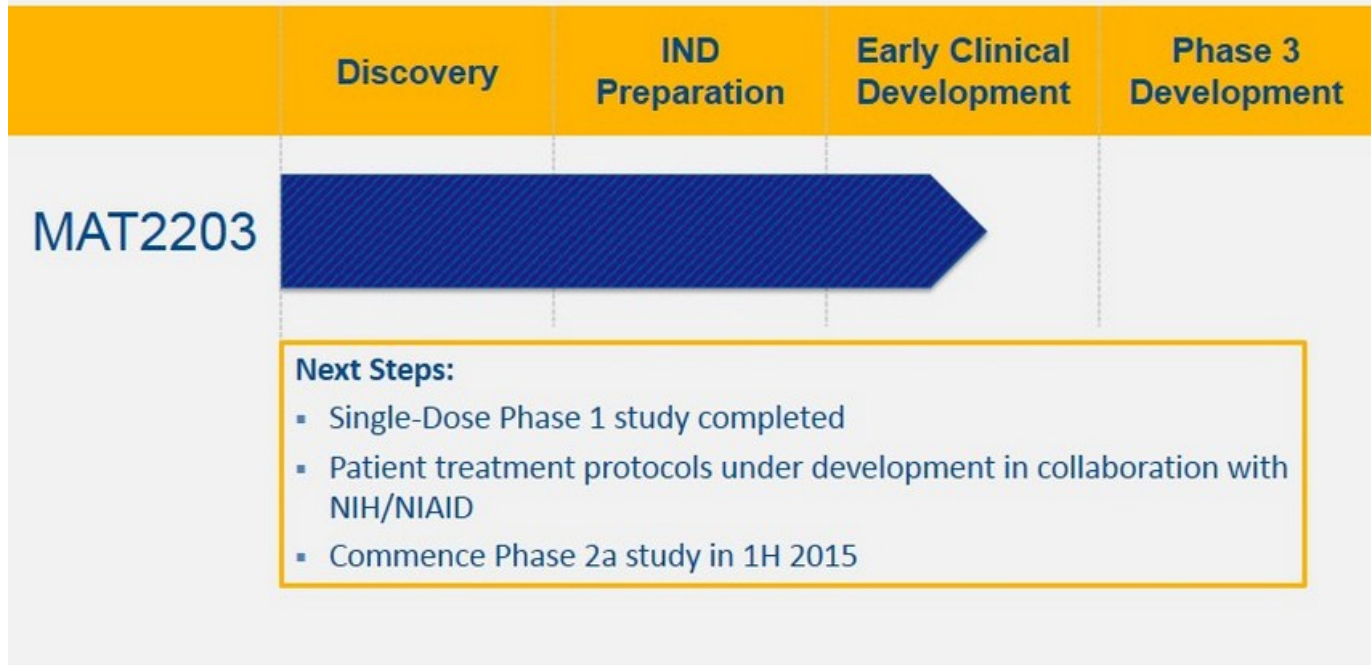 Discovery
IND
Preparation
Early Clinical
Development
Phase 3
Development
MAT2203
Next Steps:
▪ Single-Dose Phase 1 study completed
▪ Patient treatment protocols under development in collaboration with
NIH/NIAID
▪ Commence Phase 2a study in 1H 2015